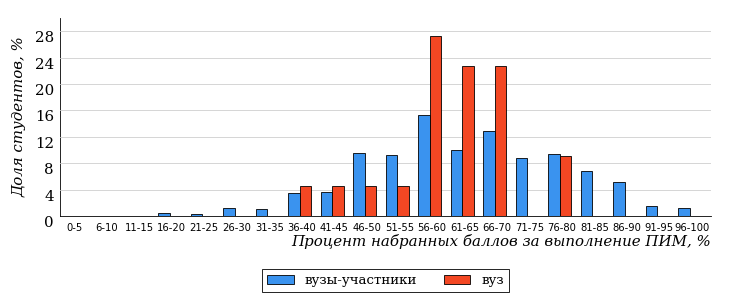 Доля студентов, %
28
24
20
16
12
8
4
0
0-5 6-10 11-15 16-20 21-25 26-30 31-35 36-40 41-45 46-50 51-55 56-60 61-65 66-70 71-75 76-80 81-85 86-90 91-95 96-100
Процент набранных баллов за выполнение ПИМ, %
вузы-участники вуз